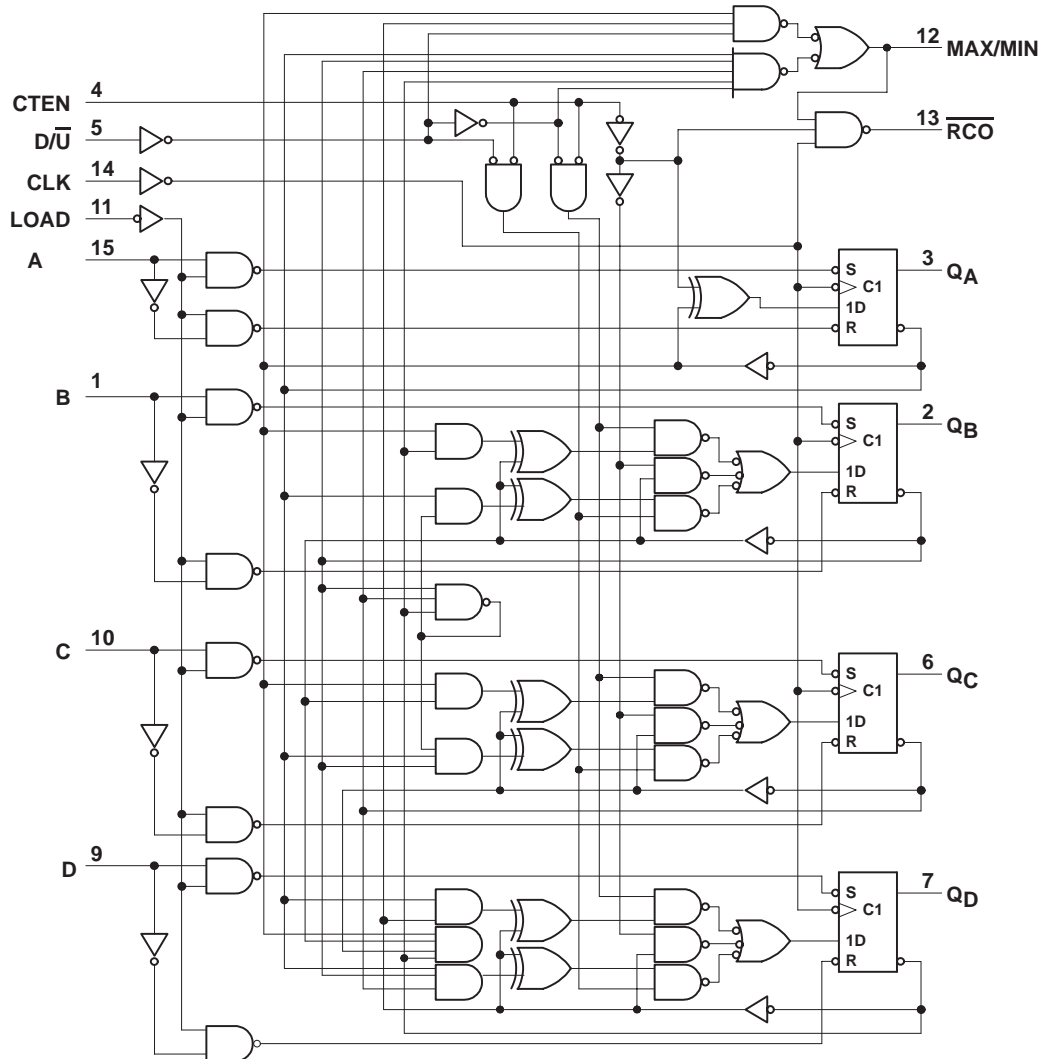 12 MAX/MIN
CTEN 4
D/U̅ 5
13 R̅C̅O̅
CLK 14
LOAD 11
A 15
S
C1
1D
R
3 QA
B 1
S
C1
1D
R
2 QB
C 10
S
C1
1D
R
6 QC
D 9
S
C1
1D
R
7 QD